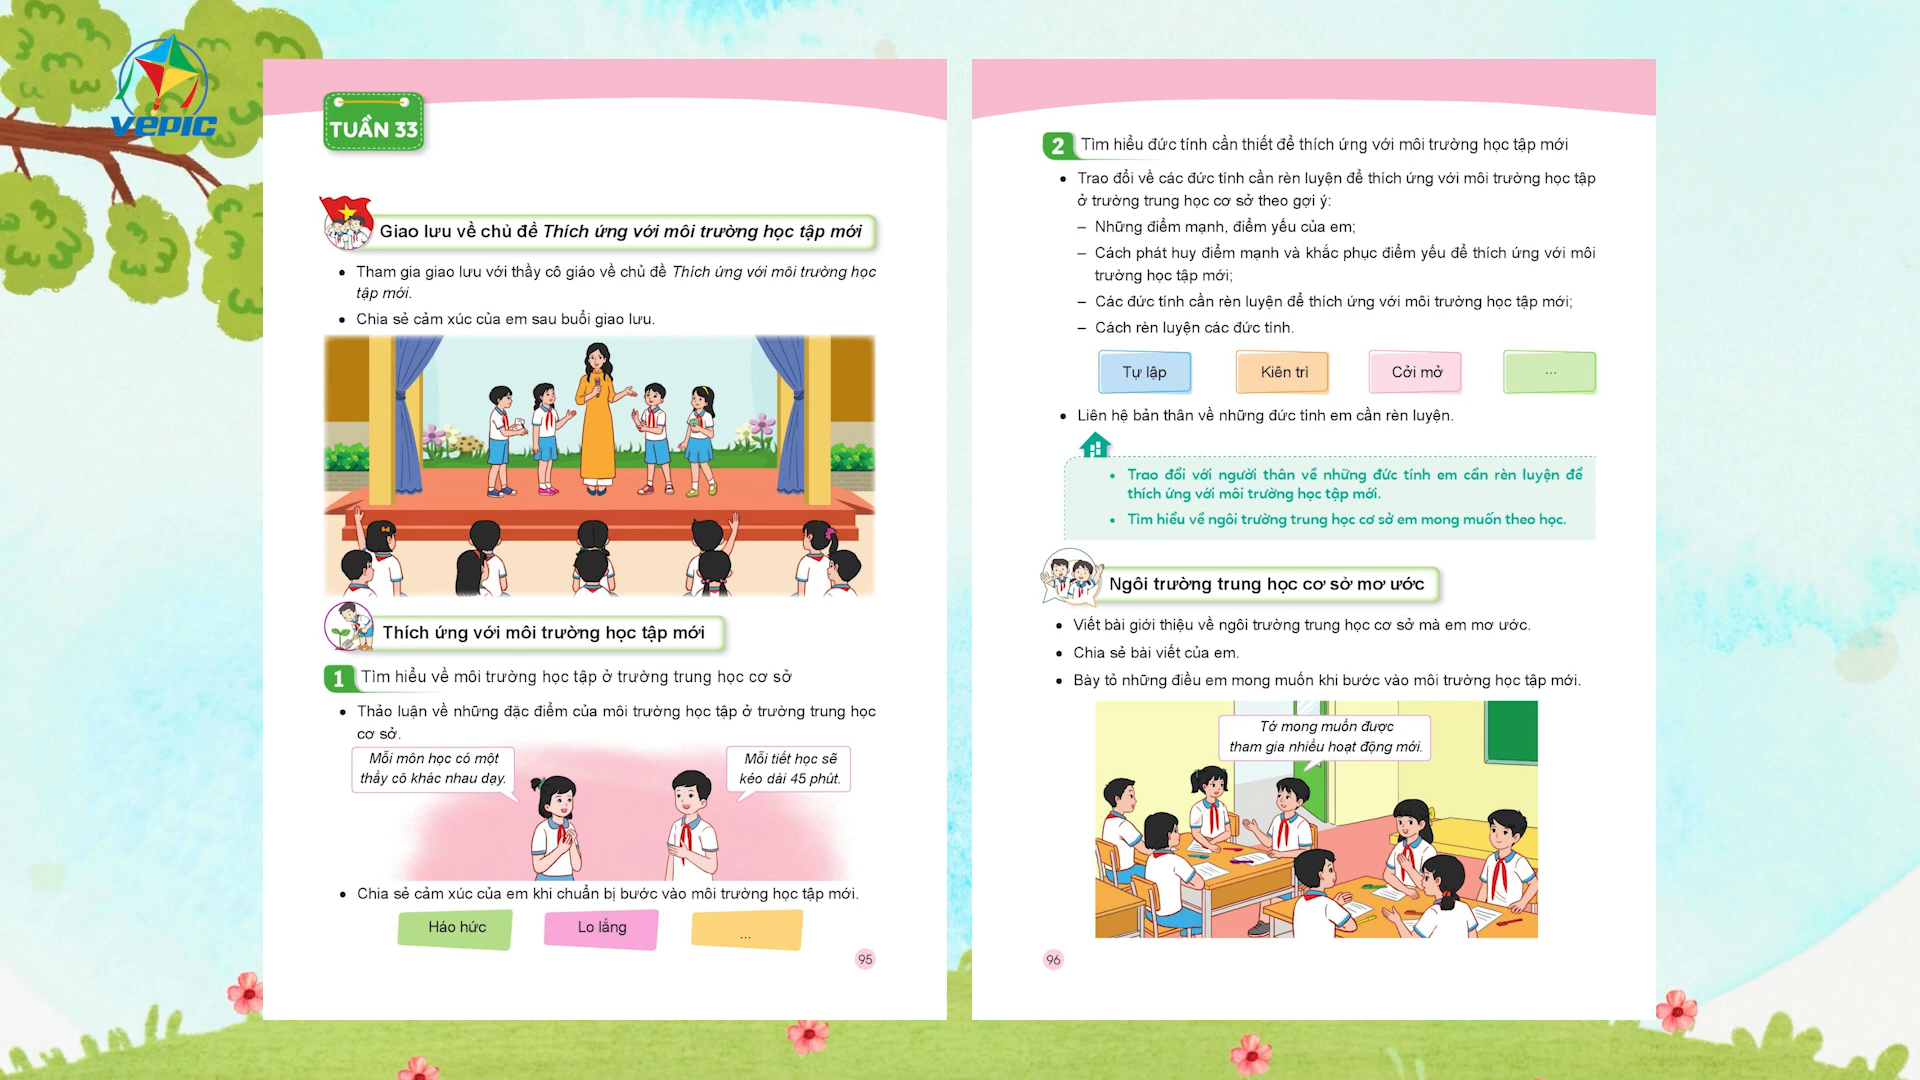 VEPIC
TUẦN 33
Giao lưu về chủ đề Thích ứng với môi trường học tập mới
• Tham gia giao lưu với thầy cô giáo về chủ đề Thích ứng với môi trường học
tập mới.
• Chia sẻ cảm xúc của em sau buổi giao lưu.
Thích ứng với môi trường học tập mới
1 Tìm hiểu về môi trường học tập ở trường trung học cơ sở
• Thảo luận về những đặc điểm của môi trường học tập ở trường trung học
cơ sở.
Mỗi môn học có một
thầy cô khác nhau dạy.
Mỗi tiết học sẽ
kéo dài 45 phút.
• Chia sẻ cảm xúc của em khi chuẩn bị bước vào môi trường học tập mới.
Háo hức
Lo lắng
...
95
2 Tìm hiểu đức tính cần thiết để thích ứng với môi trường học tập mới
• Trao đổi về các đức tính cần rèn luyện để thích ứng với môi trường học tập
ở trường trung học cơ sở theo gợi ý:
– Những điểm mạnh, điểm yếu của em;
– Cách phát huy điểm mạnh và khắc phục điểm yếu để thích ứng với môi
trường học tập mới;
– Các đức tính cần rèn luyện để thích ứng với môi trường học tập mới;
– Cách rèn luyện các đức tính.
Tự lập
Kiên trì
Cởi mở
...
• Liên hệ bản thân về những đức tính em cần rèn luyện.
• Trao đổi với người thân về những đức tính em cần rèn luyện để
thích ứng với môi trường học tập mới.
• Tìm hiểu về ngôi trường trung học cơ sở em mong muốn theo học.
Ngôi trường trung học cơ sở mơ ước
• Viết bài giới thiệu về ngôi trường trung học cơ sở mà em mơ ước.
• Chia sẻ bài viết của em.
• Bày tỏ những điều em mong muốn khi bước vào môi trường học tập mới.
Tớ mong muốn được
tham gia nhiều hoạt động mới.
96